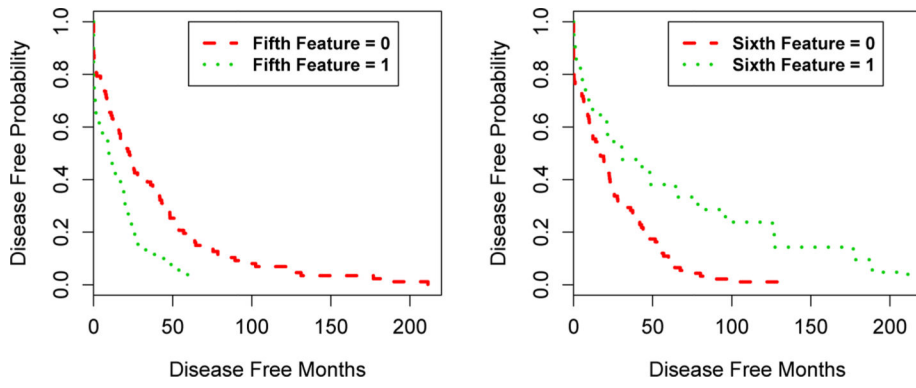 Disease Free Probability
1.0
0.8
0.6
0.4
0.2
0.0
Fifth Feature = 0
Fifth Feature = 1
0 50 100 150 200
Disease Free Months
Disease Free Probability
1.0
0.8
0.6
0.4
0.2
0.0
Sixth Feature = 0
Sixth Feature = 1
0 50 100 150 200
Disease Free Months